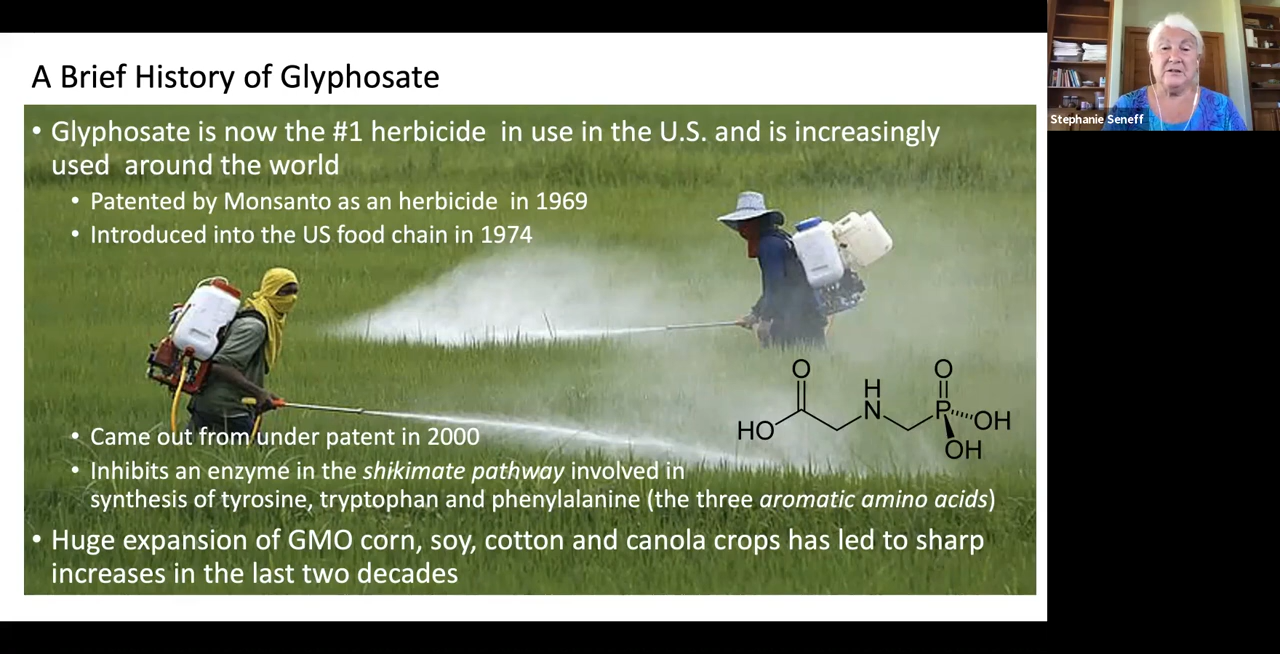 A Brief History of Glyphosate
Stephanie Seneff
• Glyphosate is now the #1 herbicide in use in the U.S. and is increasingly
used around the world
• Patented by Monsanto as an herbicide in 1969
• Introduced into the US food chain in 1974
O
HO
H
N
O
P
OH
OH
• Came out from under patent in 2000
• Inhibits an enzyme in the shikimate pathway involved in
synthesis of tyrosine, tryptophan and phenylalanine (the three aromatic amino acids)
• Huge expansion of GMO corn, soy, cotton and canola crops has led to sharp
increases in the last two decades